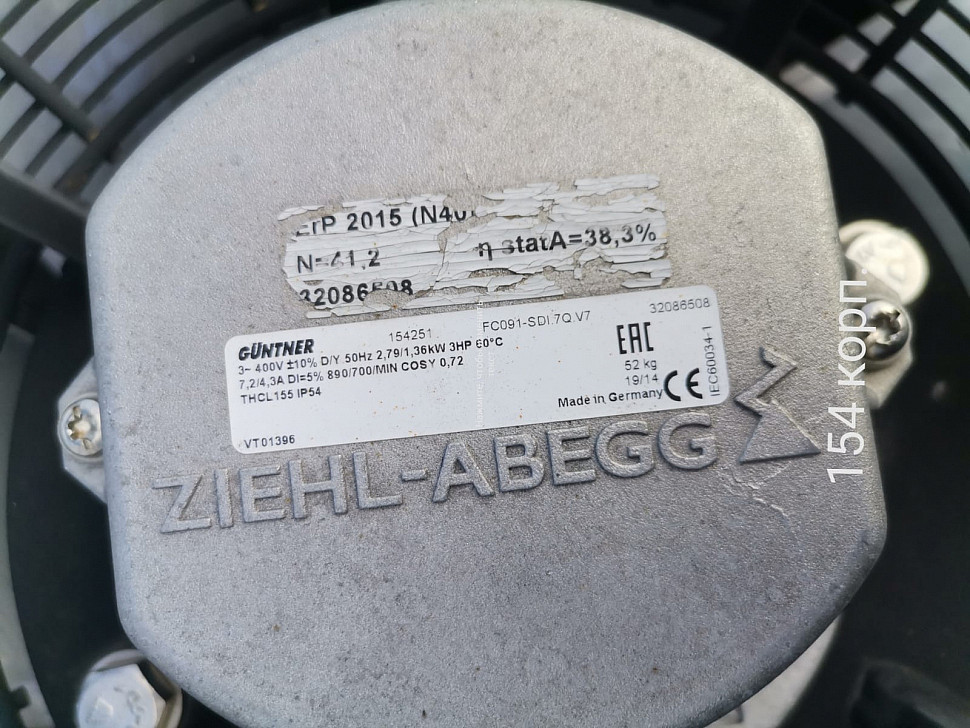 ErP 2015 (N40)
N=41,2 η statA=38,3%
32086508
GÜNTNER 154251 FC091-SDI.7Q.V7 32086508
3~ 400V ±10% D/Y 50Hz 2,79/1,36kW 3HP 60°C
7,2/4,3A DI=5% 890/700/MIN COSY 0,72
THCL155 IP54
EAC
52 kg
19/14
Made in Germany CE
IEC60034-1
VT01396
ZIEHL-ABEGG
154 корп.